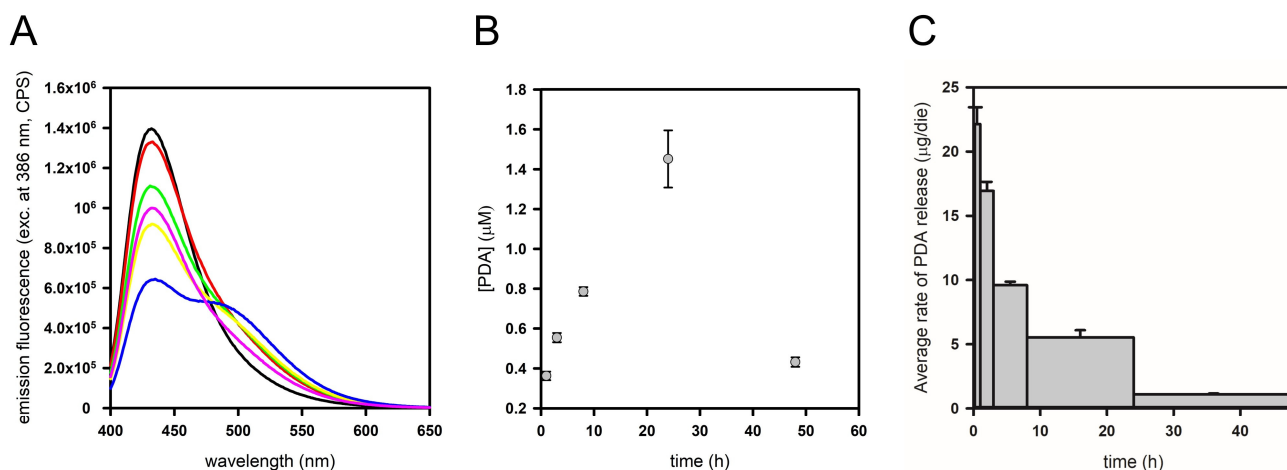 A
B
C
emission fluorescence (exc. at 386 nm, CPS)
1.6x10⁶
1.4x10⁶
1.2x10⁶
10⁶
8.0x10⁵
6.0x10⁵
4.0x10⁵
2.0x10⁵
0
400 450 500 550 600 650
wavelength (nm)
[PDA] (μM)
1.8
1.6
1.4
1.2
1.0
0.8
0.6
0.4
0.2
0 10 20 30 40 50 60
time (h)
Average rate of PDA release (μg/die)
25
20
15
10
5
0
0 10 20 30 40
time (h)